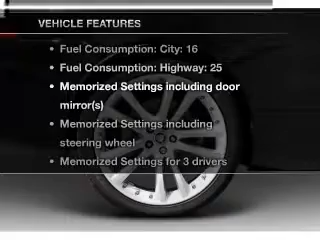 VEHICLE FEATURES
• Fuel Consumption: City: 16
• Fuel Consumption: Highway: 25
• Memorized Settings including door
mirror(s)
• Memorized Settings including
steering wheel
• Memorized Settings for 3 drivers